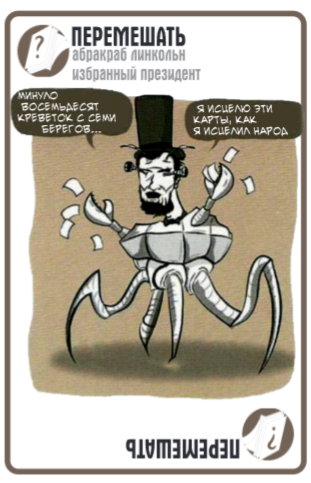 ПЕРЕМЕШАТЬ
абракраб линкольн
избранный президент
МИНУЛО
ВОСЕМЬДЕСЯТ
КРЕВЕТОК С СЕМИ
БЕРЕГОВ...
Я ИСЦЕЛЮ ЭТИ
КАРТЫ, КАК
Я ИСЦЕЛИЛ НАРОД
ПЕРЕМЕШАТЬ